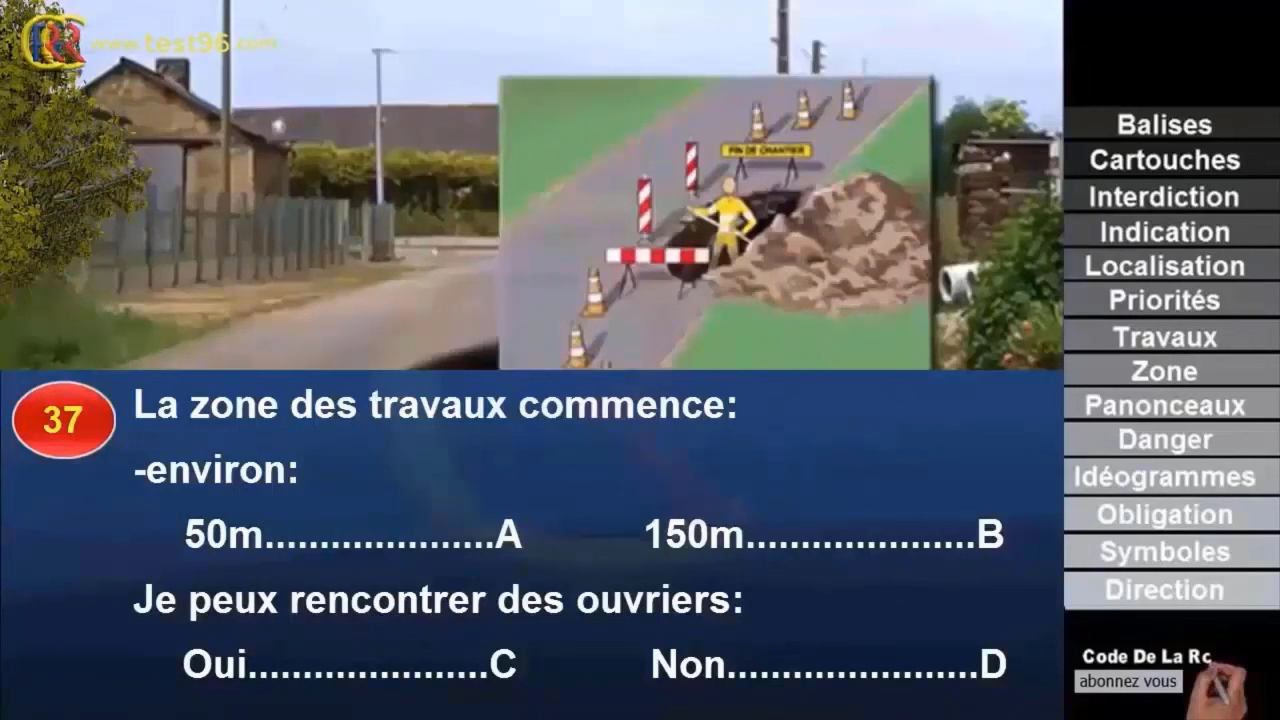 www.test96.com
FIN DE CHANTIER
37
La zone des travaux commence:
-environ:
50m.....................A 150m.....................B
Je peux rencontrer des ouvriers:
Oui......................C Non.......................D
Balises
Cartouches
Interdiction
Indication
Localisation
Priorités
Travaux
Zone
Panonceaux
Danger
Idéogrammes
Obligation
Symboles
Direction
Code De La Rc
abonnez vous